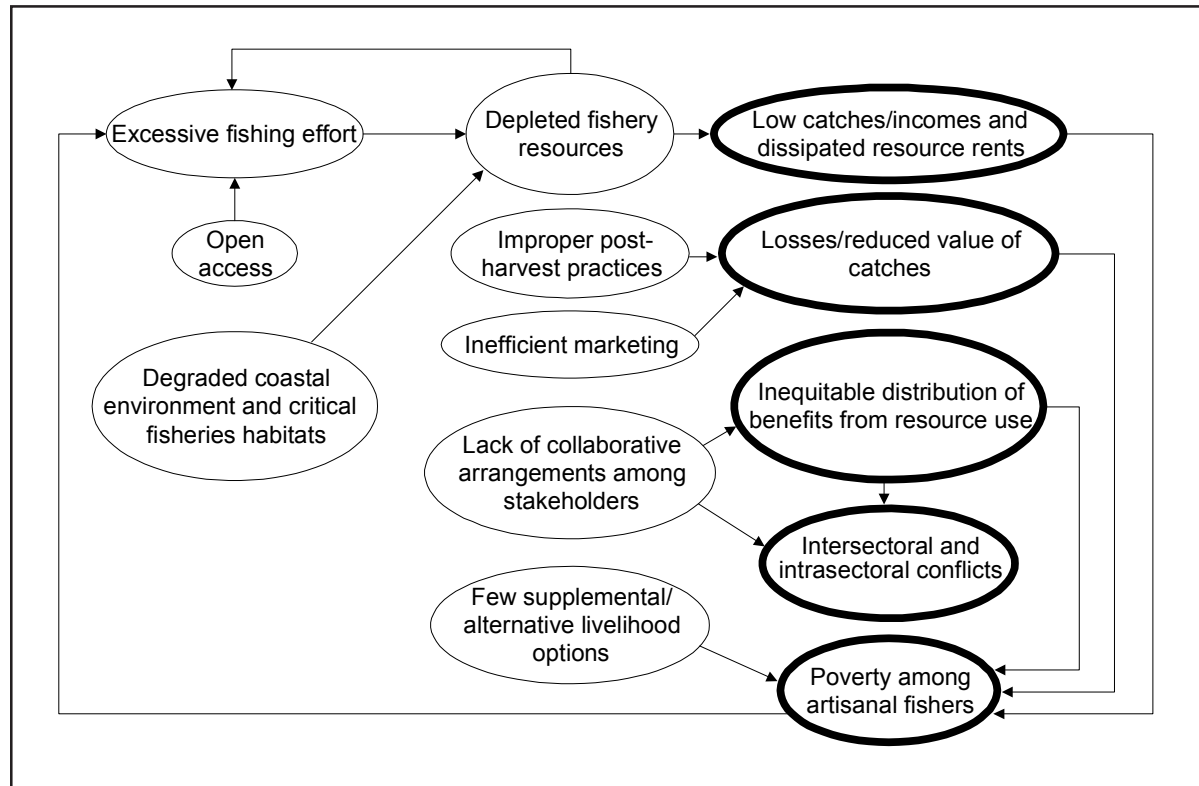 Excessive fishing effort
Depleted fishery
resources
Low catches/incomes and
dissipated resource rents
Open
access
Improper post-
harvest practices
Losses/reduced value of
catches
Inefficient marketing
Degraded coastal
environment and critical
fisheries habitats
Inequitable distribution of
benefits from resource use
Lack of collaborative
arrangements among
stakeholders
Intersectoral and
intrasectoral conflicts
Few supplemental/
alternative livelihood
options
Poverty among
artisanal fishers